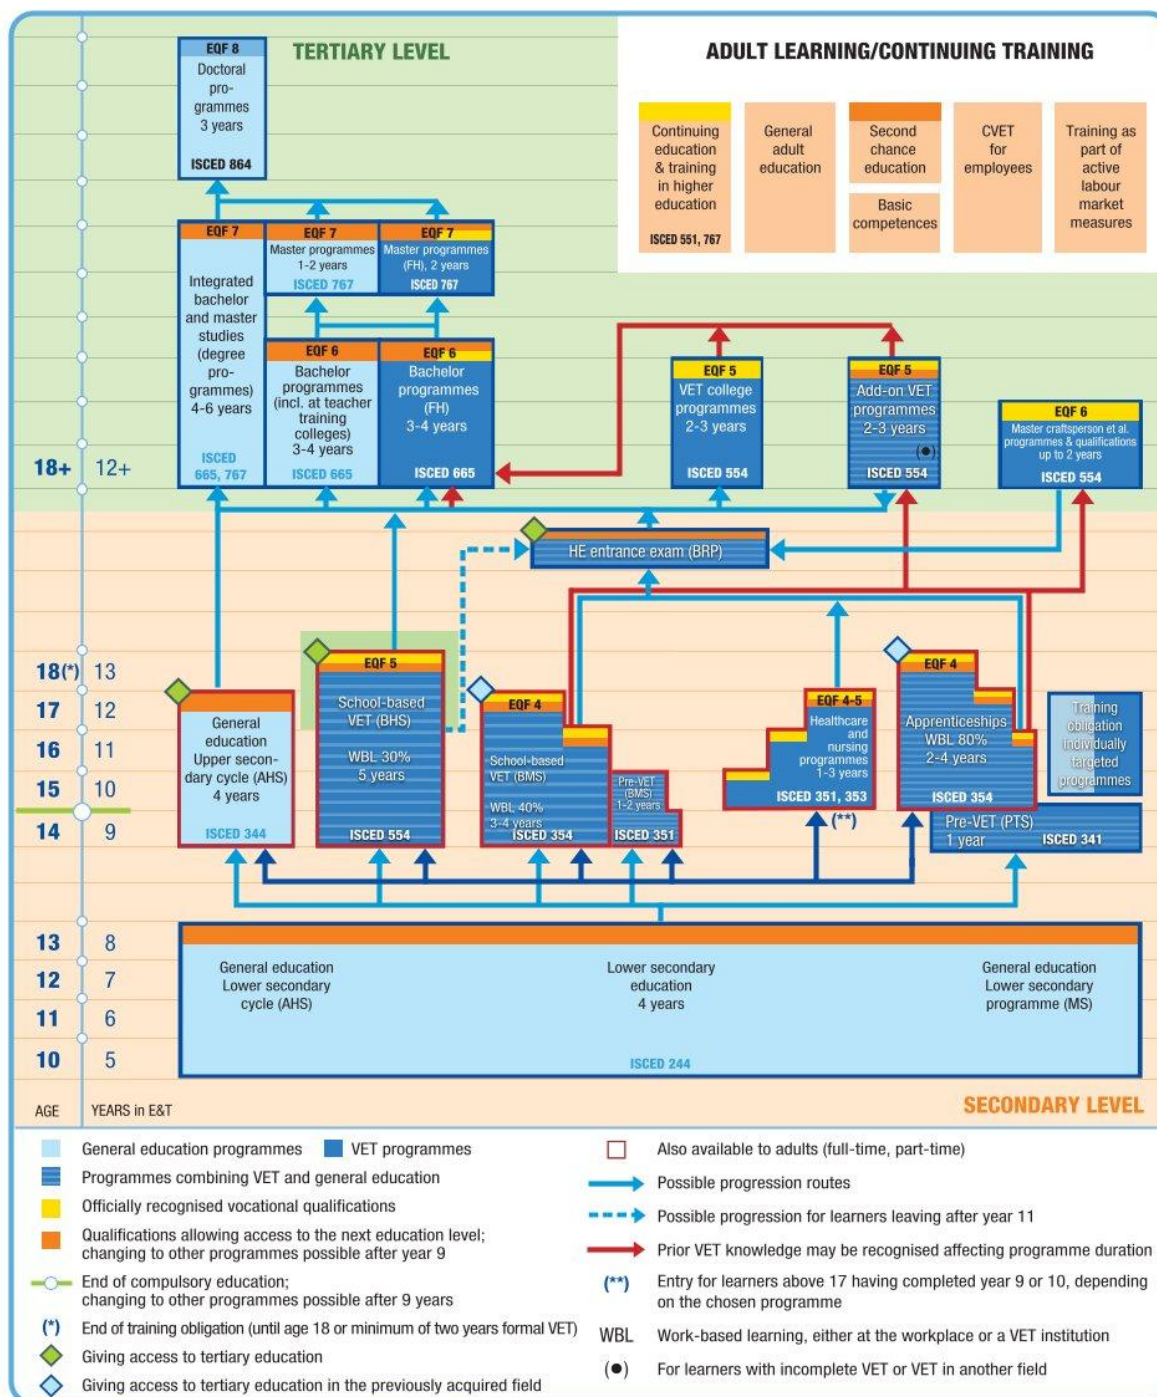 TERTIARY LEVEL
ADULT LEARNING/CONTINUING TRAINING
Continuing
education
& training
in higher
education
ISCED 551, 767
General
adult
education
Second
chance
education
Basic
competences
CVET
for
employees
Training as
part of
active
labour
market
measures
EQF 8
Doctoral
pro-
grammes
3 years
ISCED 864
EQF 7
Integrated
bachelor
and master
studies
(degree
pro-
grammes)
4-6 years
ISCED
665, 767
EQF 7
Master programmes
1-2 years
ISCED 767
EQF 7
Master programmes
(FH), 2 years
ISCED 767
EQF 6
Bachelor
programmes
(incl. at teacher
training
colleges)
3-4 years
ISCED 665
EQF 6
Bachelor
programmes
(FH)
3-4 years
ISCED 665
EQF 5
VET college
programmes
2-3 years
ISCED 554
EQF 5
Add-on VET
programmes
2-3 years
(●)
ISCED 554
EQF 6
Master craftsperson et al.
programmes & qualifications
up to 2 years
ISCED 554
18+ 12+
HE entrance exam (BRP)
18(*) 13
17 12
16 11
15 10
14 9
General
education
Upper secon-
dary cycle (AHS)
4 years
ISCED 344
EQF 5
School-based
VET (BHS)
WBL 30%
5 years
ISCED 554
EQF 4
School-based
VET (BMS)
WBL 40%
3-4 years
ISCED 354
Pre-VET
(BMS)
1-2 years
ISCED 351
EQF 4-5
Healthcare
and
nursing
programmes
1-3 years
ISCED 351, 353
(**)
EQF 4
Apprenticeships
WBL 80%
2-4 years
ISCED 354
Training
obligation
individually
targeted
programmes
Pre-VET (PTS)
1 year
ISCED 341
13 8
12 7
11 6
10 5
General education
Lower secondary
cycle (AHS)
Lower secondary
education
4 years
General education
Lower secondary
programme (MS)
ISCED 244
AGE YEARS in E&T
SECONDARY LEVEL
General education programmes
VET programmes
Programmes combining VET and general education
Officially recognised vocational qualifications
Qualifications allowing access to the next education level;
changing to other programmes possible after year 9
End of compulsory education;
changing to other programmes possible after 9 years
(*) End of training obligation (until age 18 or minimum of two years formal VET)
Giving access to tertiary education
Giving access to tertiary education in the previously acquired field
Also available to adults (full-time, part-time)
Possible progression routes
Possible progression for learners leaving after year 11
Prior VET knowledge may be recognised affecting programme duration
(**) Entry for learners above 17 having completed year 9 or 10, depending
on the chosen programme
WBL Work-based learning, either at the workplace or a VET institution
(●) For learners with incomplete VET or VET in another field